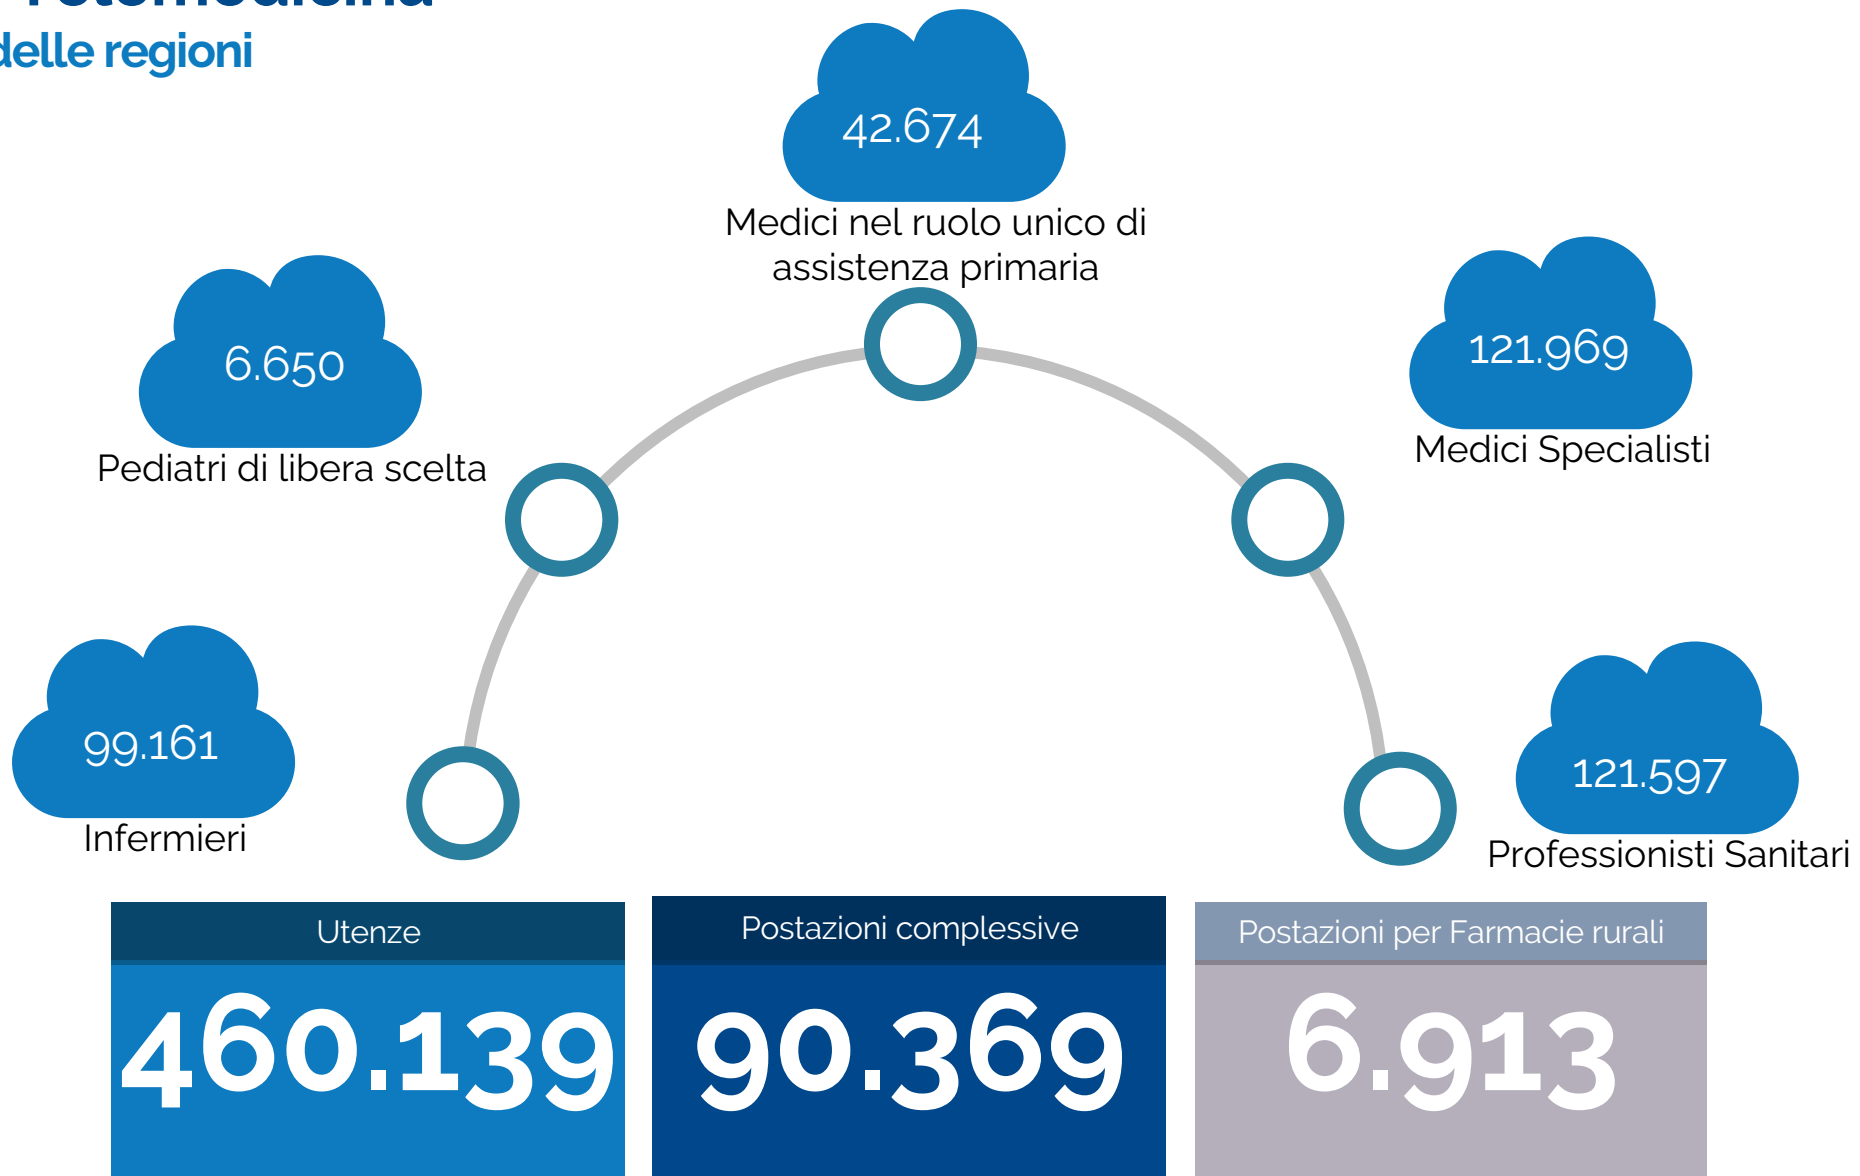 Telemedicina
delle regioni
42.674
Medici nel ruolo unico di
assistenza primaria
6.650
Pediatri di libera scelta
121.969
Medici Specialisti
99.161
Infermieri
121.597
Professionisti Sanitari
Utenze
460.139
Postazioni complessive
90.369
Postazioni per Farmacie rurali
6.913